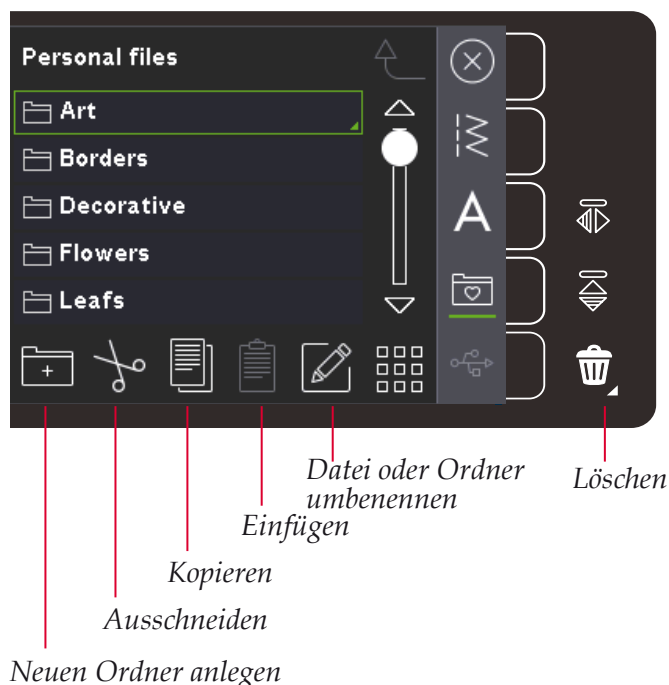 Personal files
Art
Borders
Decorative
A
Flowers
Leafs
Datei oder Ordner
umbenennen
Löschen
Einfügen
Kopieren
Ausschneiden
Neuen Ordner anlegen